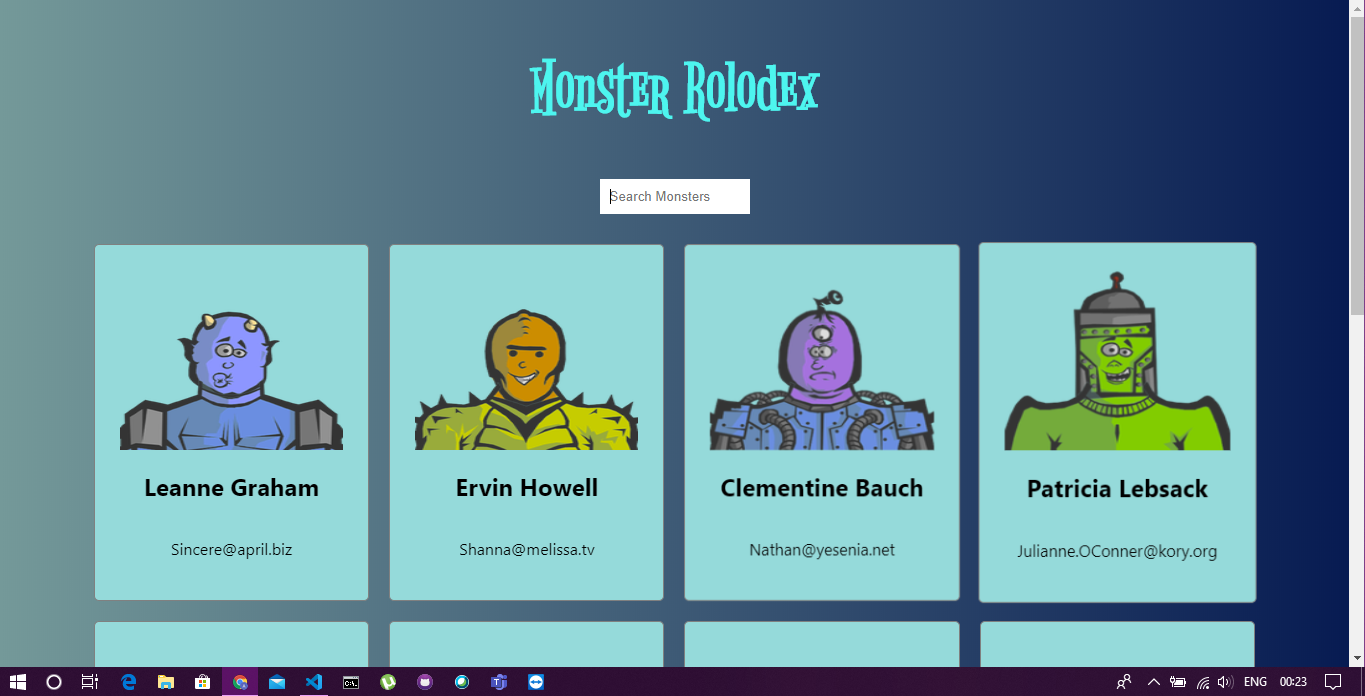 Monster Rolodex
Search Monsters
Leanne Graham
Sincere@april.biz
Ervin Howell
Shanna@melissa.tv
Clementine Bauch
Nathan@yesenia.net
Patricia Lebsack
Julianne.OConner@kory.org
ENG
00:23